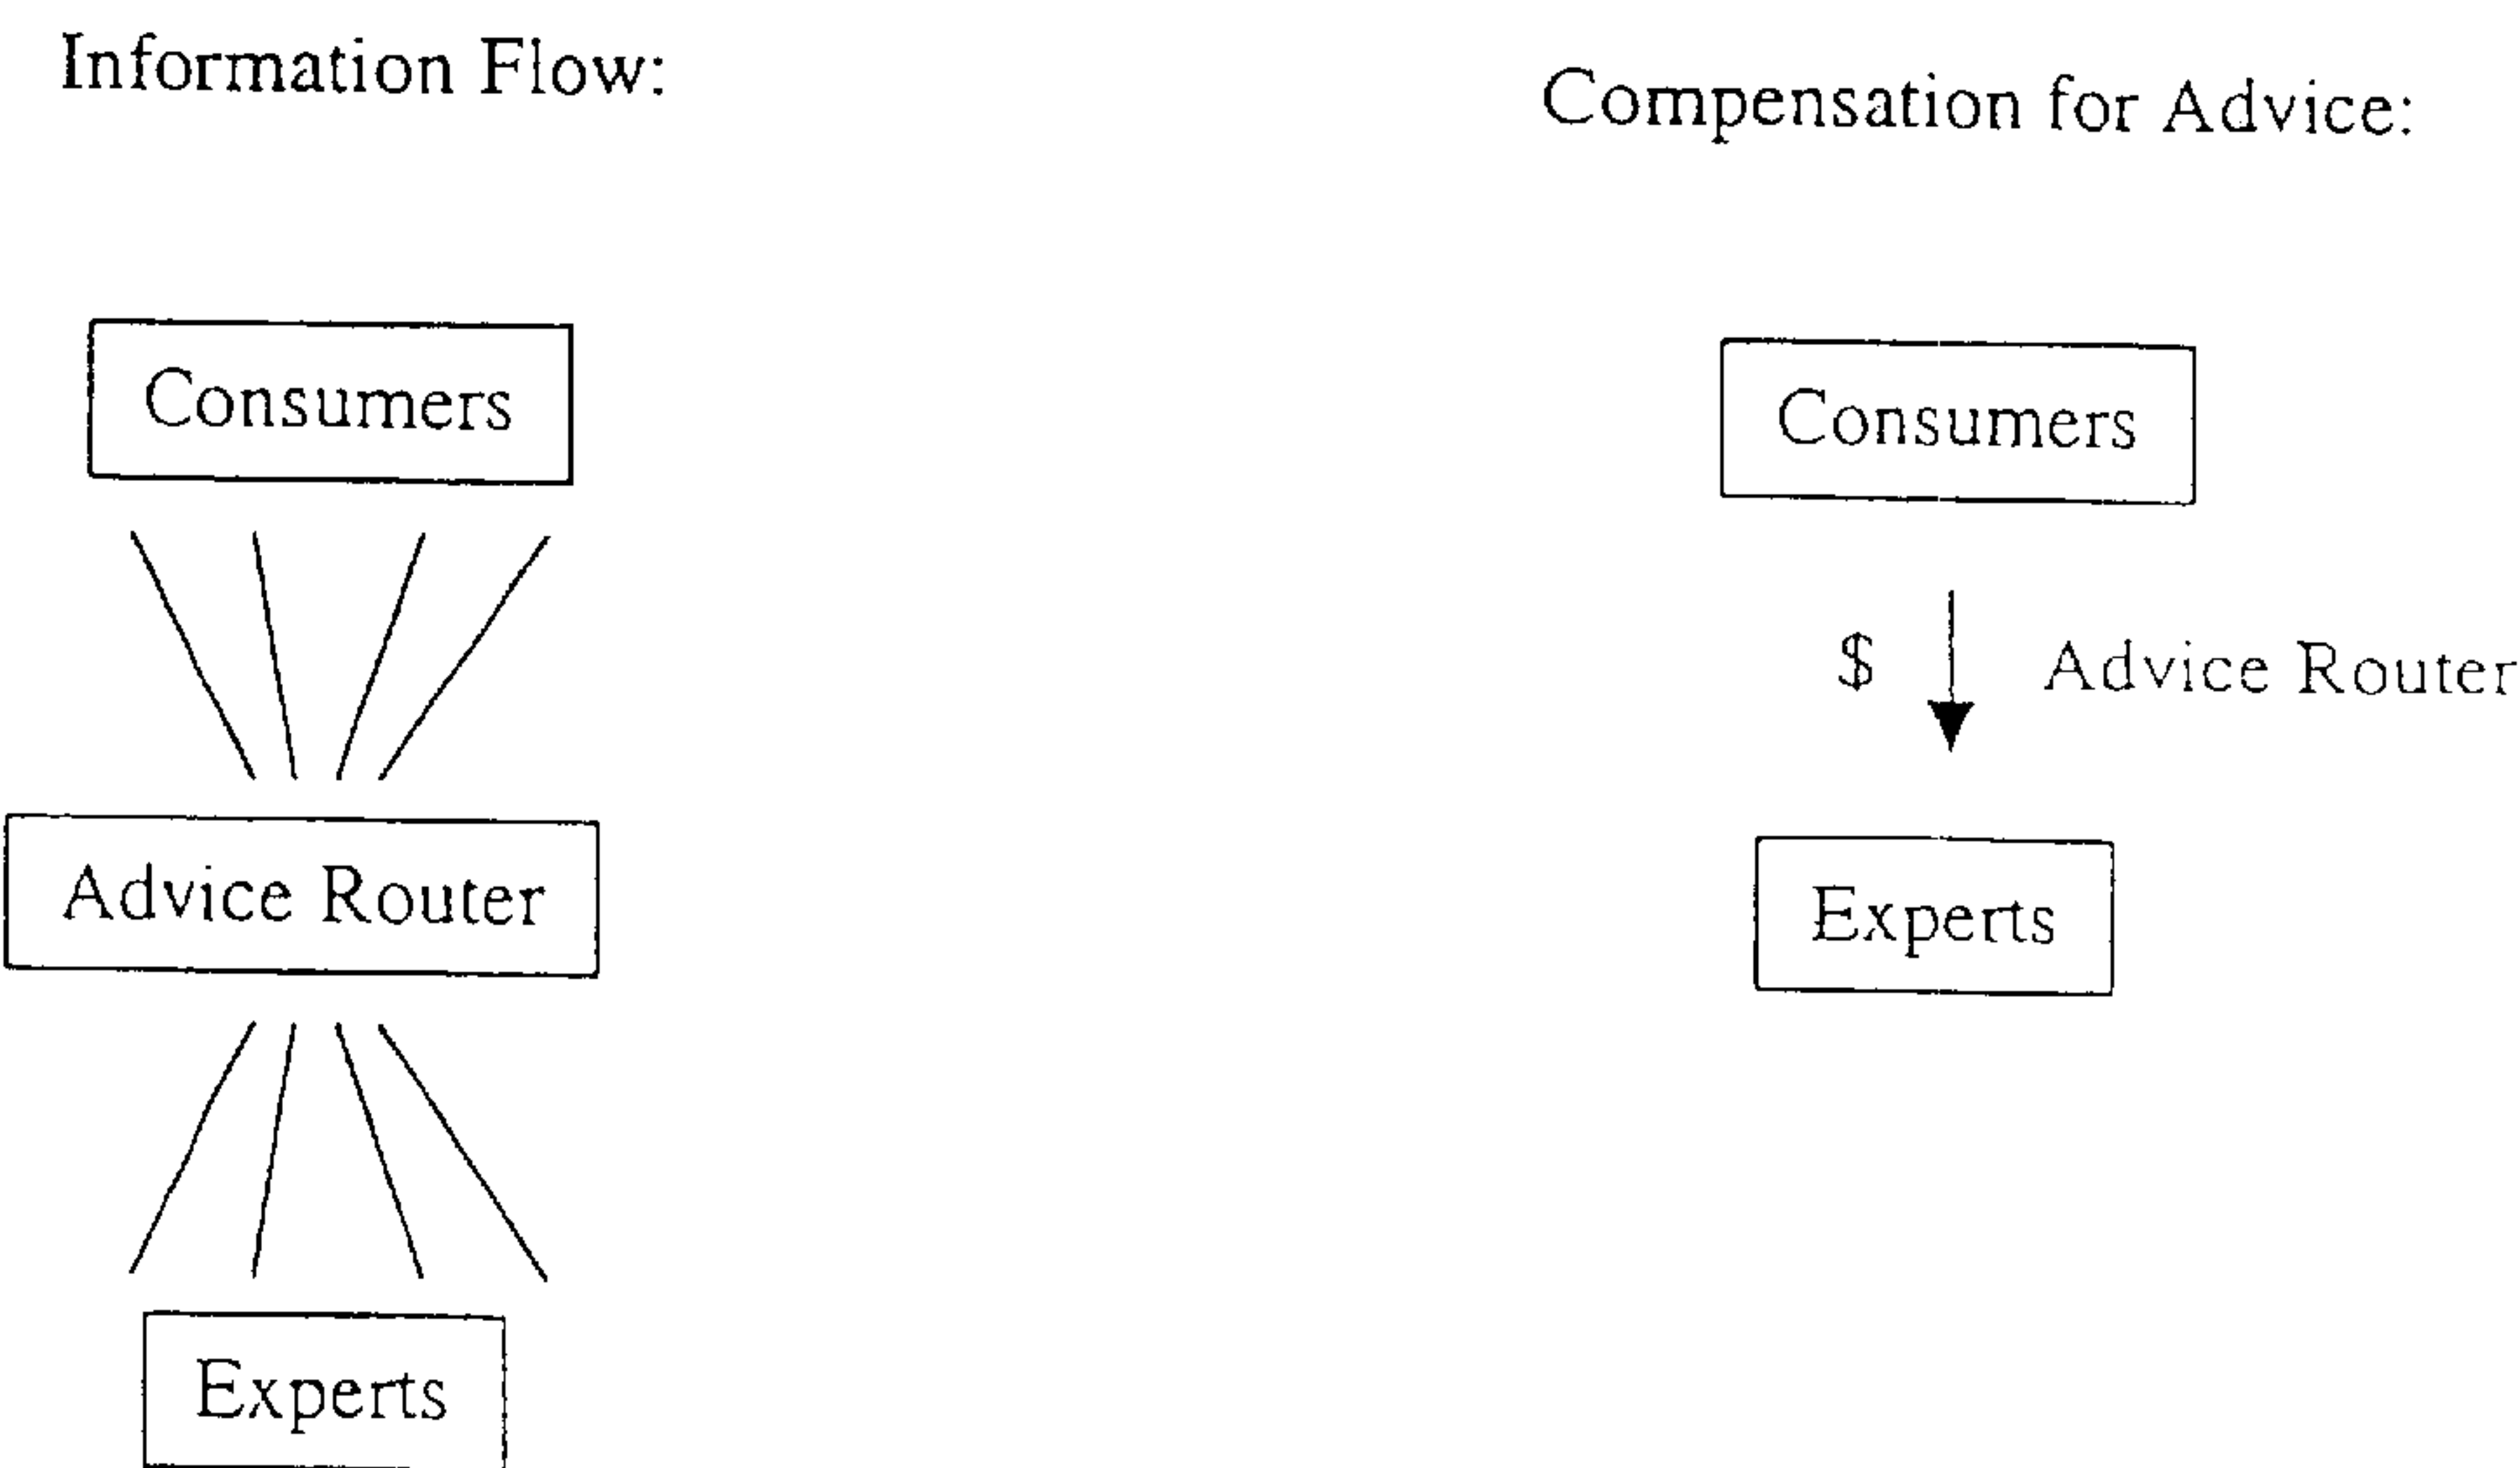 Information Flow:
Consumers
Advice Router
Experts
Compensation for Advice:
Consumers
$ Advice Router
Experts